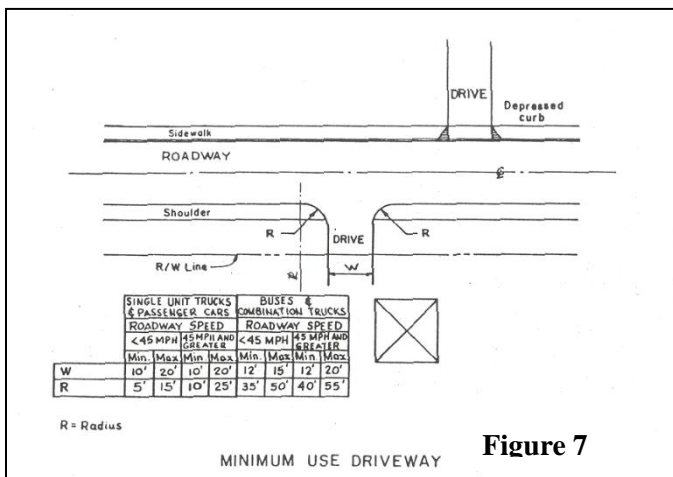 DRIVE
Depressed
curb
Sidewalk
ROADWAY
℄
Shoulder
R
DRIVE
R
R/W Line
W
SINGLE UNIT TRUCKS & PASSENGER CARS BUSES & COMBINATION TRUCKS
ROADWAY SPEED ROADWAY SPEED
<45 MPH 45 MPH AND GREATER <45 MPH 45 MPH AND GREATER
Min. Max Min. Max. Min. Max Min. Max
W 10' 20' 10' 20' 12' 15' 12' 20'
R 5' 15' 10' 25' 35' 50' 40' 55'
R = Radius
Figure 7
MINIMUM USE DRIVEWAY